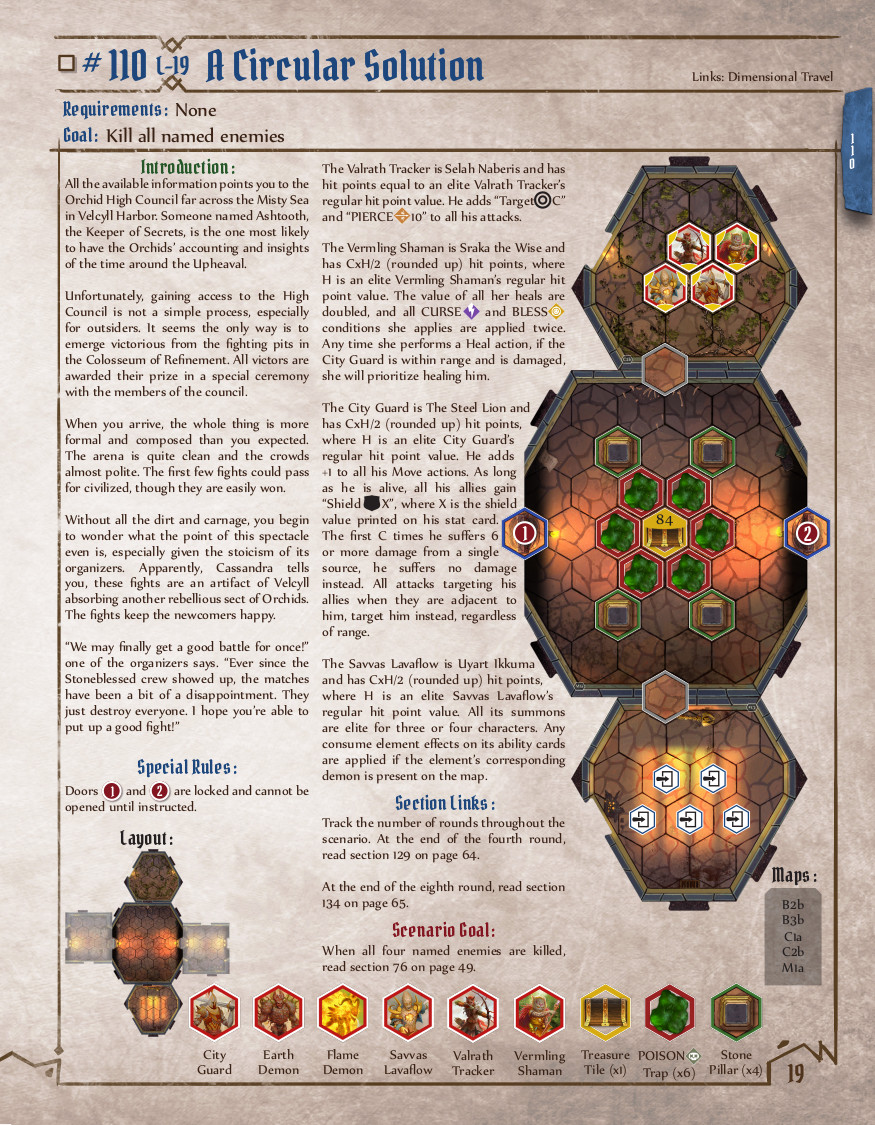 # 110 L-19 A Circular Solution
Links: Dimensional Travel
Requirements: None
Goal: Kill all named enemies
110
Introduction:
All the available information points you to the
Orchid High Council far across the Misty Sea
in Velcyll Harbor. Someone named Ashtooth,
the Keeper of Secrets, is the one most likely
to have the Orchids' accounting and insights
of the time around the Upheaval.
Unfortunately, gaining access to the High
Council is not a simple process, especially
for outsiders. It seems the only way is to
emerge victorious from the fighting pits in
the Colosseum of Refinement. All victors are
awarded their prize in a special ceremony
with the members of the council.
When you arrive, the whole thing is more
formal and composed than you expected.
The arena is quite clean and the crowds
almost polite. The first few fights could pass
for civilized, though they are easily won.
Without all the dirt and carnage, you begin
to wonder what the point of this spectacle
even is, especially given the stoicism of its
organizers. Apparently, Cassandra tells
you, these fights are an artifact of Velcyll
absorbing another rebellious sect of Orchids.
The fights keep the newcomers happy.
"We may finally get a good battle for once!"
one of the organizers says. "Ever since the
Stoneblessed crew showed up, the matches
have been a bit of a disappointment. They
just destroy everyone. I hope you're able to
put up a good fight!"
Special Rules:
Doors 1 and 2 are locked and cannot be
opened until instructed.
Layout:
The Valrath Tracker is Selah Naberis and has
hit points equal to an elite Valrath Tracker's
regular hit point value. He adds "Target C"
and "PIERCE 10" to all his attacks.
The Vermling Shaman is Sraka the Wise and
has CxH/2 (rounded up) hit points, where
H is an elite Vermling Shaman's regular hit
point value. The value of all her heals are
doubled, and all CURSE and BLESS
conditions she applies are applied twice.
Any time she performs a Heal action, if the
City Guard is within range and is damaged,
she will prioritize healing him.
The City Guard is The Steel Lion and
has CxH/2 (rounded up) hit points,
where H is an elite City Guard's
regular hit point value. He adds
+1 to all his Move actions. As long
as he is alive, all his allies gain
"Shield X", where X is the shield
value printed on his stat card.
The first C times he suffers 6
or more damage from a single
source, he suffers no damage
instead. All attacks targeting his
allies when they are adjacent to
him, target him instead, regardless
of range.
The Savvas Lavaflow is Uyart Ikkuma
and has CxH/2 (rounded up) hit points,
where H is an elite Savvas Lavaflow's
regular hit point value. All its summons
are elite for three or four characters. Any
consume element effects on its ability cards
are applied if the element's corresponding
demon is present on the map.
Section Links:
Track the number of rounds throughout the
scenario. At the end of the fourth round,
read section 129 on page 64.
At the end of the eighth round, read section
134 on page 65.
Scenario Goal:
When all four named enemies are killed,
read section 76 on page 49.
84
1
2
Maps:
B2b
B3b
C1a
C2b
M1a
City
Guard
Earth
Demon
Flame
Demon
Savvas
Lavaflow
Valrath
Tracker
Vermling
Shaman
Treasure
Tile (x1)
POISON
Trap (x6)
Stone
Pillar (x4)
19